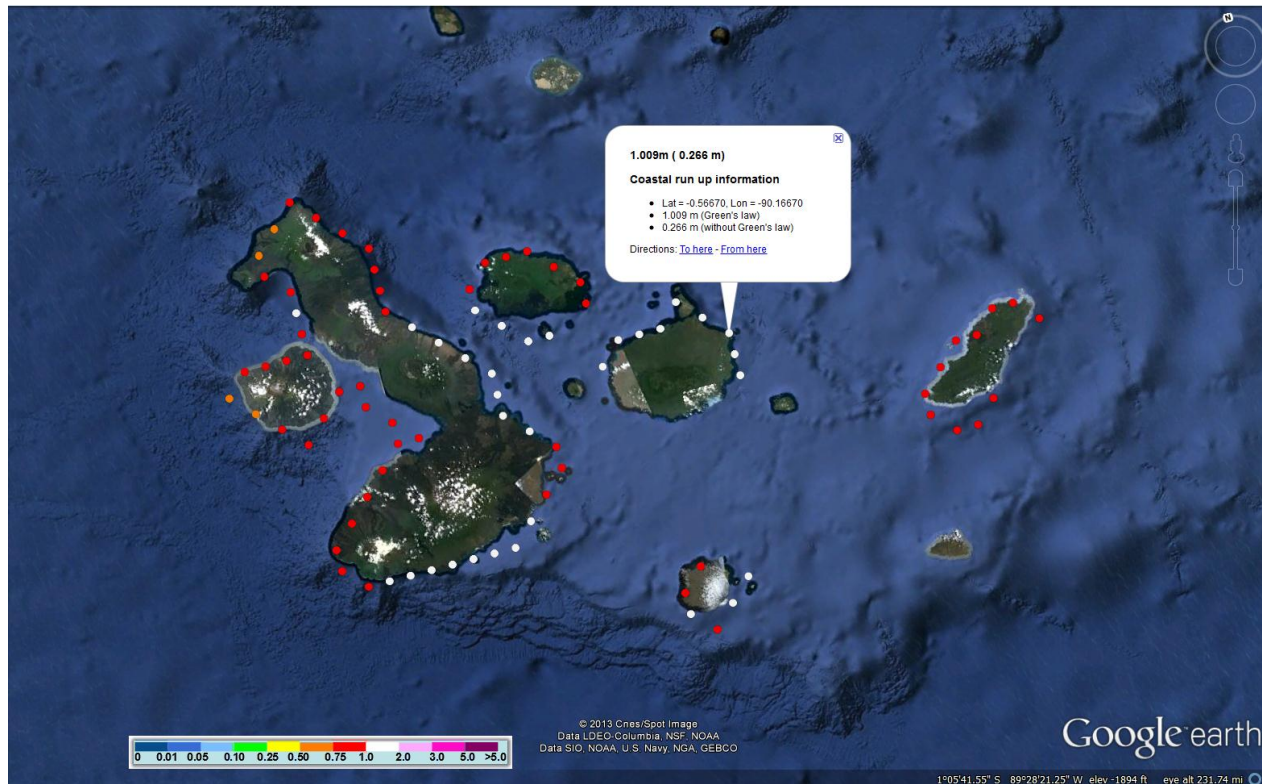 N
1.009m ( 0.266 m)
Coastal run up information
Lat = -0.56670, Lon = -90.16670
1.009 m (Green's law)
0.266 m (without Green's law)
Directions: To here - From here
© 2013 Cnes/Spot Image
Data LDEO-Columbia, NSF, NOAA
Data SIO, NOAA, U.S. Navy, NGA, GEBCO
Google earth
0 0.01 0.05 0.10 0.25 0.50 0.75 1.0 2.0 3.0 5.0 >5.0
1°05'41.55" S 89°28'21.25" W elev -1894 ft eye alt 231.74 mi